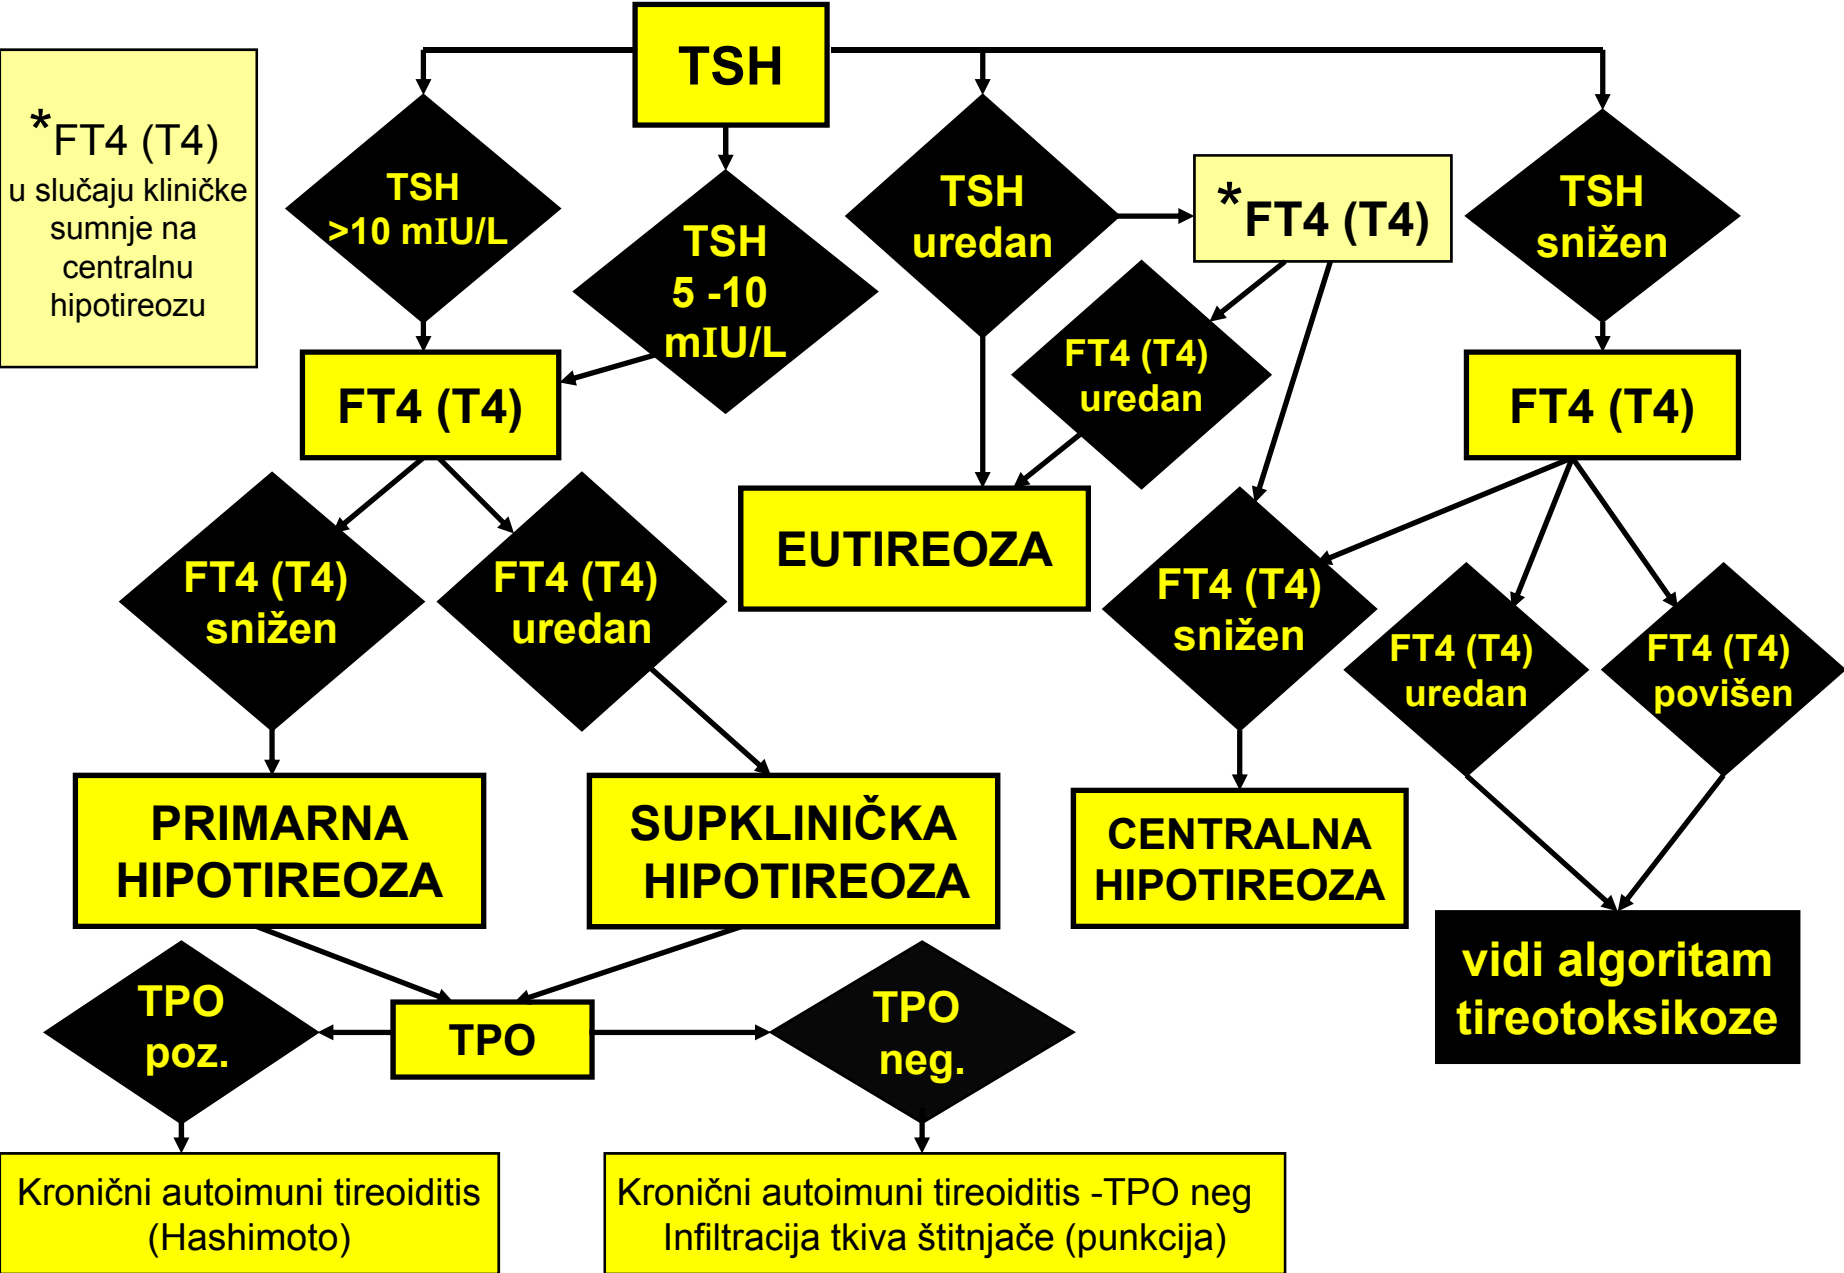 TSH
*FT4 (T4)
u slučaju kliničke
sumnje na
centralnu
hipotireozu
TSH
>10 mIU/L
TSH
5 -10
mIU/L
TSH
uredan
*FT4 (T4)
TSH
snižen
FT4 (T4)
FT4 (T4)
uredan
FT4 (T4)
EUTIREOZA
FT4 (T4)
snižen
FT4 (T4)
uredan
FT4 (T4)
snižen
FT4 (T4)
uredan
FT4 (T4)
povišen
PRIMARNA
HIPOTIREOZA
SUPKLINIČKA
HIPOTIREOZA
CENTRALNA
HIPOTIREOZA
vidi algoritam
tireotoksikoze
TPO
poz.
TPO
TPO
neg.
Kronični autoimuni tireoiditis
(Hashimoto)
Kronični autoimuni tireoiditis -TPO neg
Infiltracija tkiva štitnjače (punkcija)